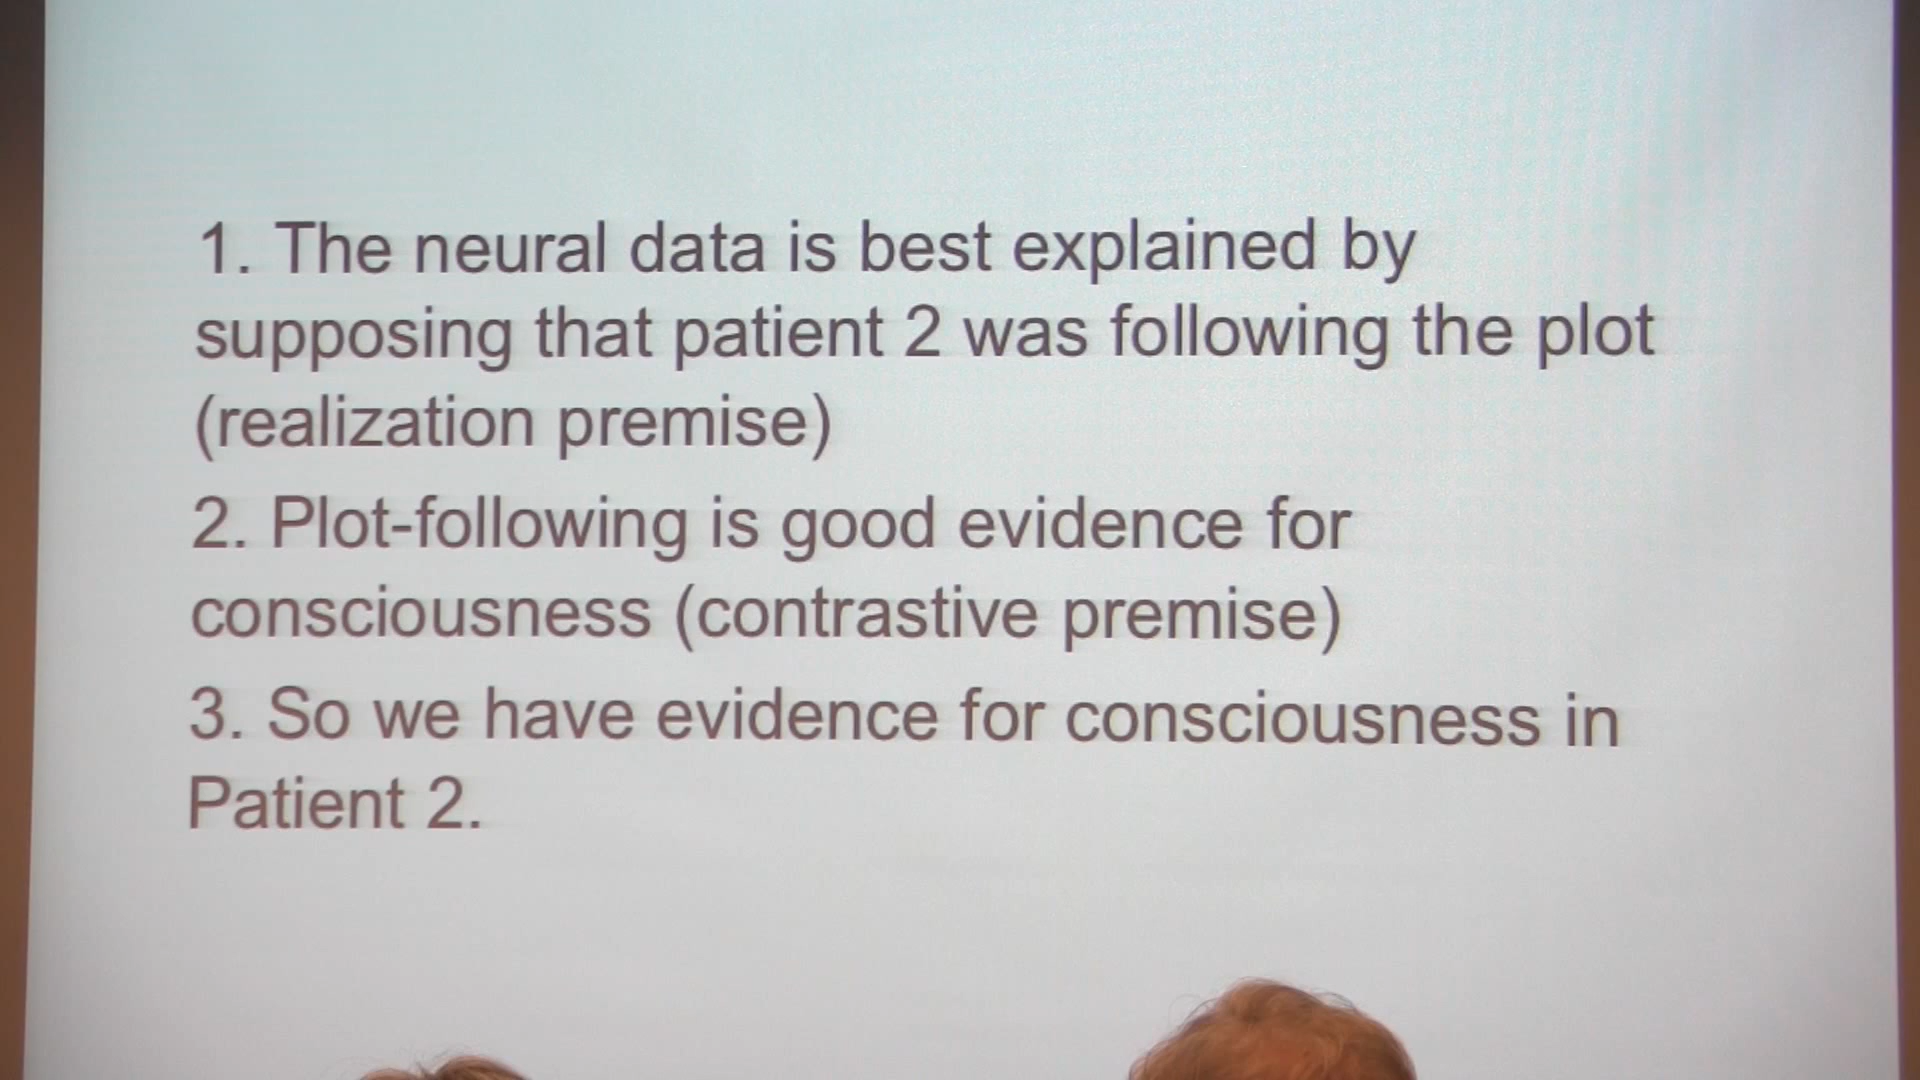 1. The neural data is best explained by
supposing that patient 2 was following the plot
(realization premise)
2. Plot-following is good evidence for
consciousness (contrastive premise)
3. So we have evidence for consciousness in
Patient 2.